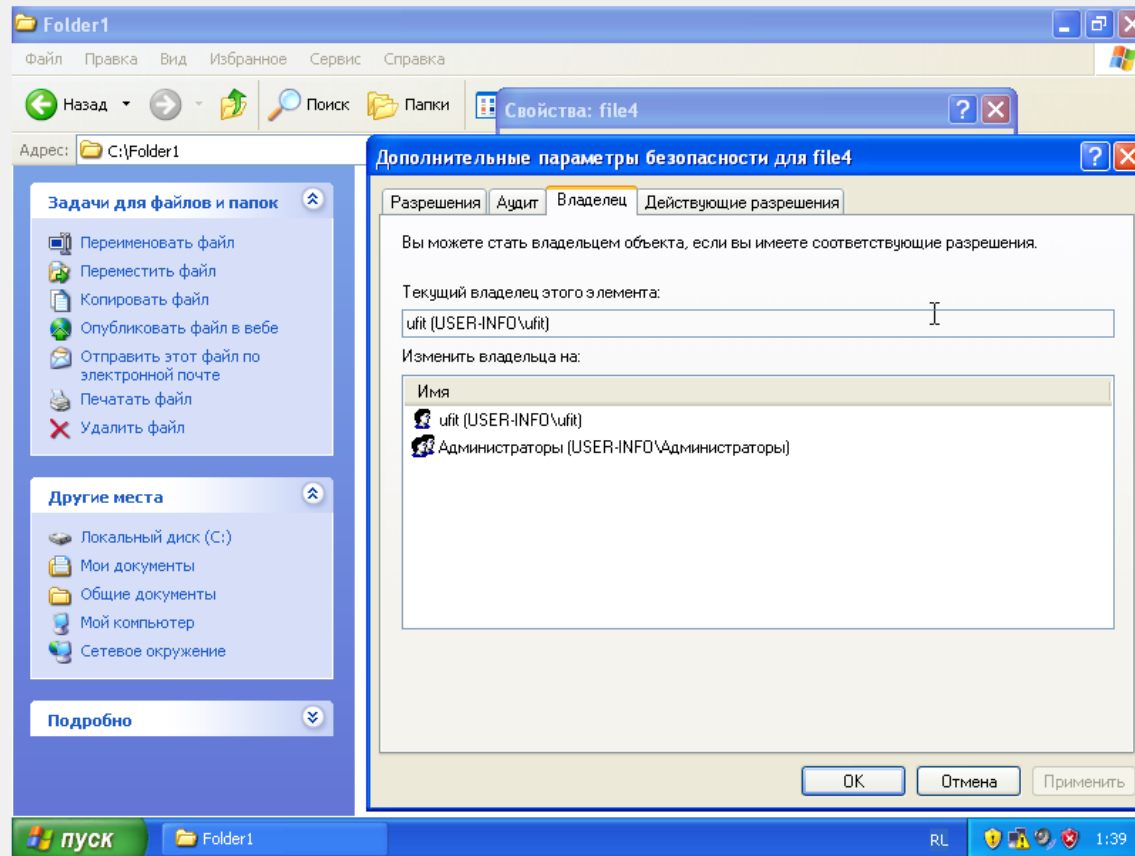 Folder1
Файл Правка Вид Избранное Сервис Справка
Назад Поиск Папки
Свойства: file4
Адрес: C:\Folder1
Дополнительные параметры безопасности для file4
Задачи для файлов и папок
Переименовать файл
Переместить файл
Копировать файл
Опубликовать файл в вебе
Отправить этот файл по
электронной почте
Печатать файл
Удалить файл
Другие места
Локальный диск (C:)
Мои документы
Общие документы
Мой компьютер
Сетевое окружение
Подробно
Разрешения Аудит Владелец Действующие разрешения
Вы можете стать владельцем объекта, если вы имеете соответствующие разрешения.
Текущий владелец этого элемента:
ufit (USER-INFO\ufit)
Изменить владельца на:
Имя
ufit (USER-INFO\ufit)
Администраторы (USER-INFO\Администраторы)
OK Отмена Применить
пуск Folder1 RL 1:39